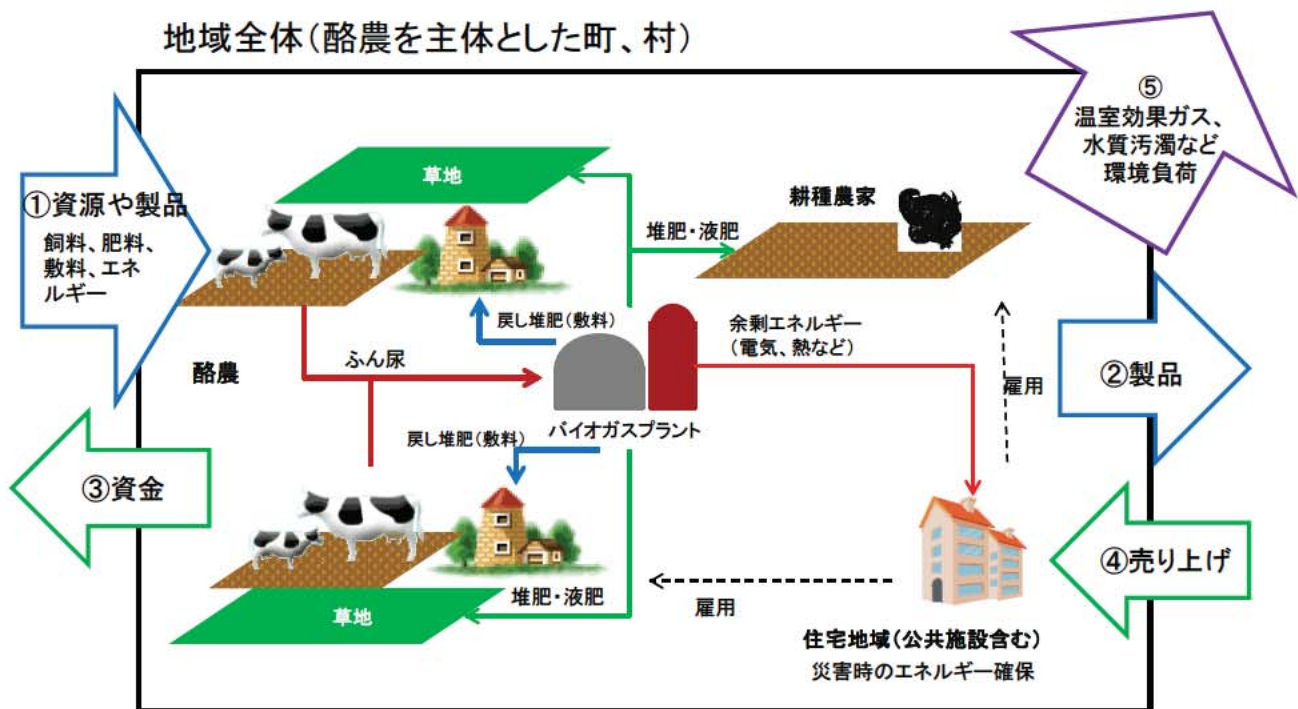 地域全体(酪農を主体とした町、村)
⑤
温室効果ガス、
水質汚濁など
環境負荷
①資源や製品
飼料、肥料、
敷料、エネ
ルギー
草地
耕種農家
堆肥・液肥
戻し堆肥(敷料)
余剰エネルギー
(電気、熱など)
酪農
ふん尿
バイオガスプラント
雇用
②製品
戻し堆肥(敷料)
③資金
④売り上げ
堆肥・液肥
草地
雇用
住宅地域(公共施設含む)
災害時のエネルギー確保